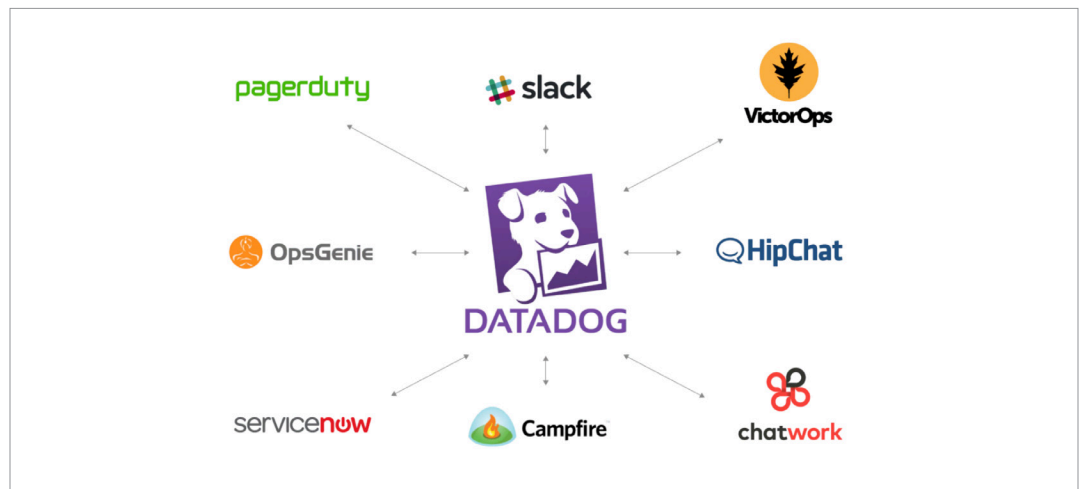 pagerduty
slack
VictorOps
OpsGenie
HipChat
DATADOG
servicenow
Campfire
chatwork